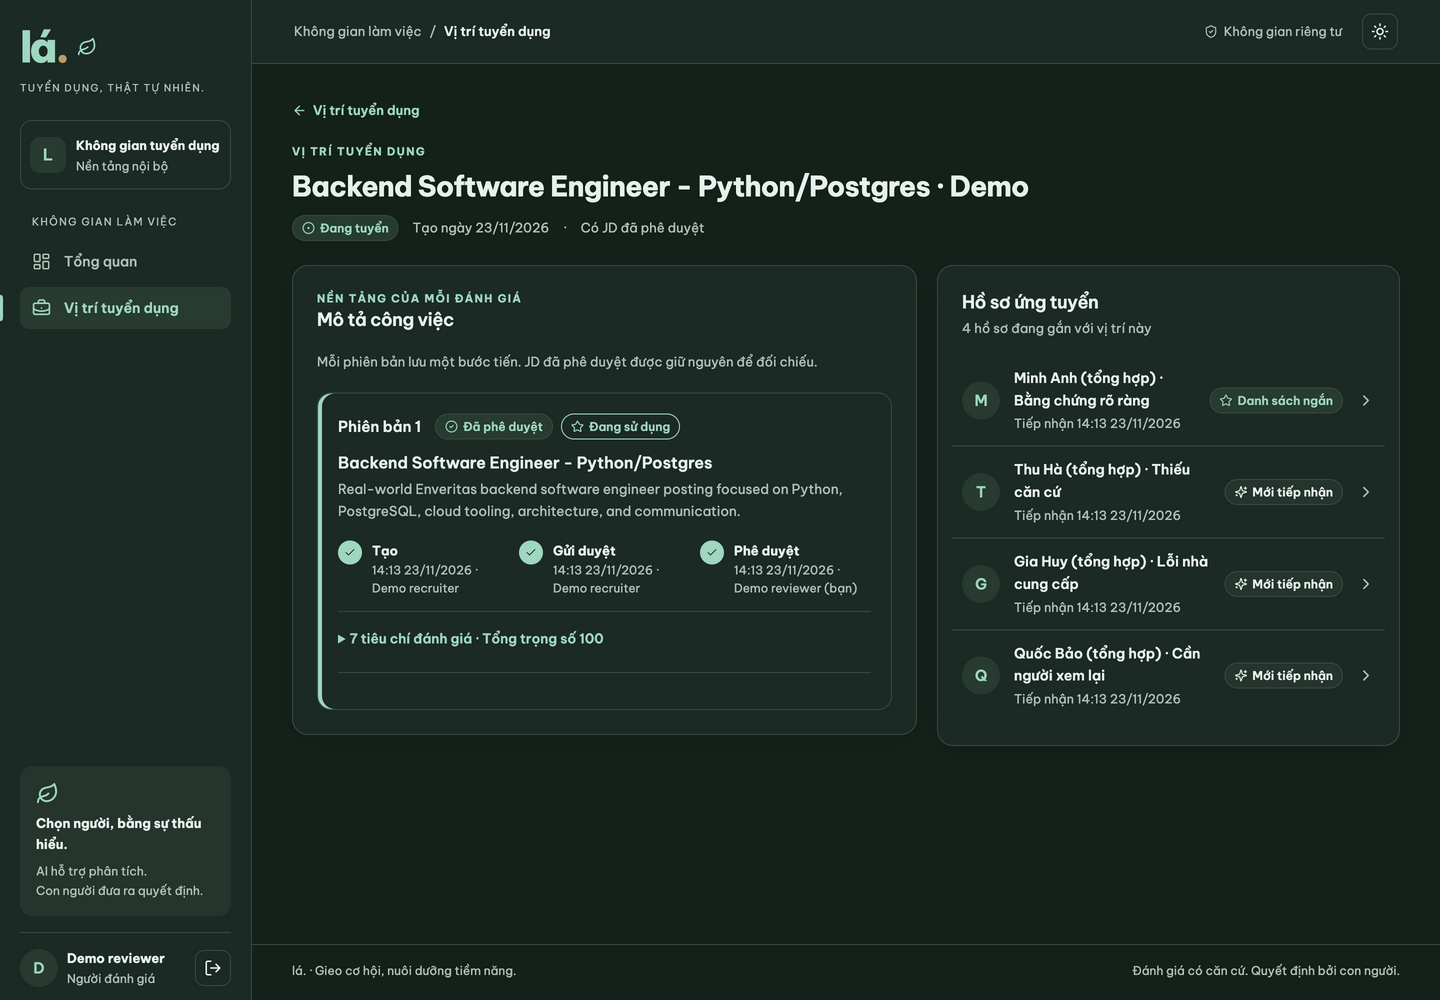 lá.
TUYỂN DỤNG, THẬT TỰ NHIÊN.
L
Không gian tuyển dụng
Nền tảng nội bộ
KHÔNG GIAN LÀM VIỆC
Tổng quan
Vị trí tuyển dụng
Chọn người, bằng sự thấu
hiểu.
AI hỗ trợ phân tích.
Con người đưa ra quyết định.
D
Demo reviewer
Người đánh giá
Không gian làm việc / Vị trí tuyển dụng
Không gian riêng tư
← Vị trí tuyển dụng
VỊ TRÍ TUYỂN DỤNG
Backend Software Engineer - Python/Postgres · Demo
Đang tuyển
Tạo ngày 23/11/2026 · Có JD đã phê duyệt
NỀN TẢNG CỦA MỖI ĐÁNH GIÁ
Mô tả công việc
Mỗi phiên bản lưu một bước tiến. JD đã phê duyệt được giữ nguyên để đối chiếu.
Phiên bản 1
Đã phê duyệt
Đang sử dụng
Backend Software Engineer - Python/Postgres
Real-world Enveritas backend software engineer posting focused on Python,
PostgreSQL, cloud tooling, architecture, and communication.
Tạo
14:13 23/11/2026 ·
Demo recruiter
Gửi duyệt
14:13 23/11/2026 ·
Demo recruiter
Phê duyệt
14:13 23/11/2026 ·
Demo reviewer (bạn)
▶ 7 tiêu chí đánh giá · Tổng trọng số 100
Hồ sơ ứng tuyển
4 hồ sơ đang gắn với vị trí này
M
Minh Anh (tổng hợp) ·
Bằng chứng rõ ràng
Tiếp nhận 14:13 23/11/2026
Danh sách ngắn
T
Thu Hà (tổng hợp) · Thiếu
căn cứ
Tiếp nhận 14:13 23/11/2026
Mới tiếp nhận
G
Gia Huy (tổng hợp) · Lỗi nhà
cung cấp
Tiếp nhận 14:13 23/11/2026
Mới tiếp nhận
Q
Quốc Bảo (tổng hợp) · Cần
người xem lại
Tiếp nhận 14:13 23/11/2026
Mới tiếp nhận
lá. · Gieo cơ hội, nuôi dưỡng tiềm năng.
Đánh giá có căn cứ. Quyết định bởi con người.